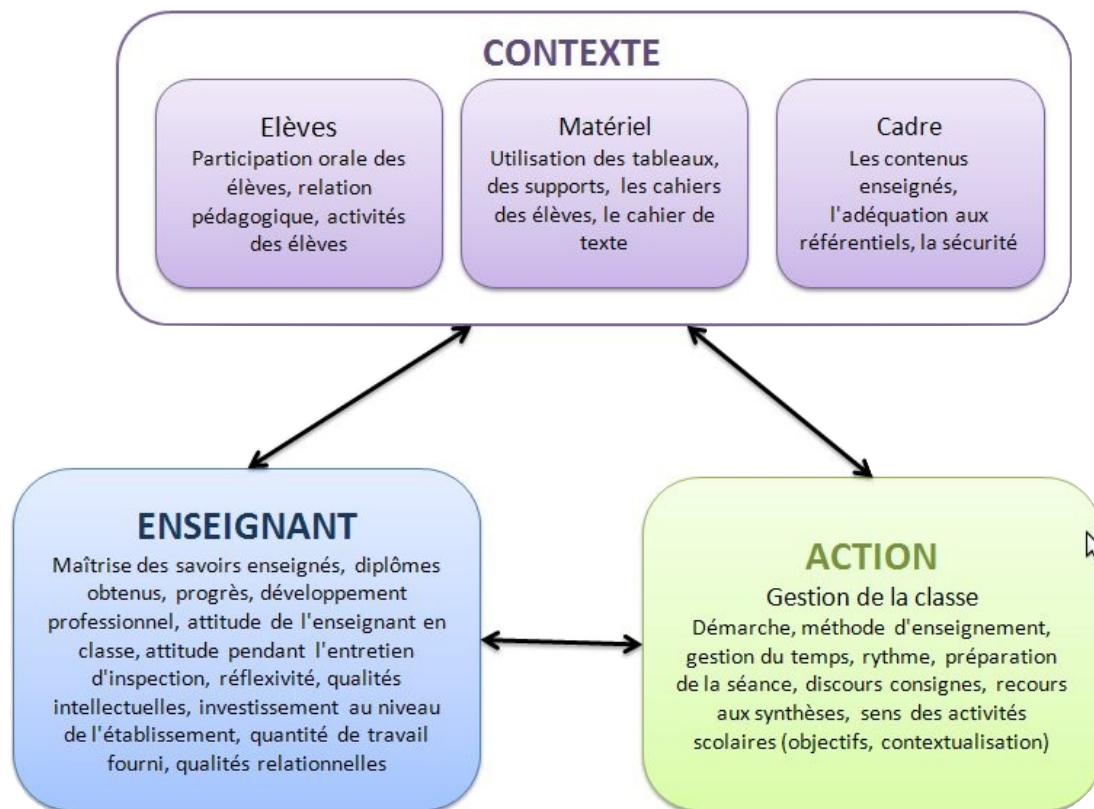 CONTEXTE
Elèves
Participation orale des
élèves, relation
pédagogique, activités
des élèves
Matériel
Utilisation des tableaux,
des supports, les cahiers
des élèves, le cahier de
texte
Cadre
Les contenus
enseignés,
l'adéquation aux
référentiels, la sécurité
ENSEIGNANT
Maîtrise des savoirs enseignés, diplômes
obtenus, progrès, développement
professionnel, attitude de l'enseignant en
classe, attitude pendant l'entretien
d'inspection, réflexivité, qualités
intellectuelles, investissement au niveau
de l'établissement, quantité de travail
fourni, qualités relationnelles
ACTION
Gestion de la classe
Démarche, méthode d'enseignement,
gestion du temps, rythme, préparation
de la séance, discours consignes, recours
aux synthèses, sens des activités
scolaires (objectifs, contextualisation)